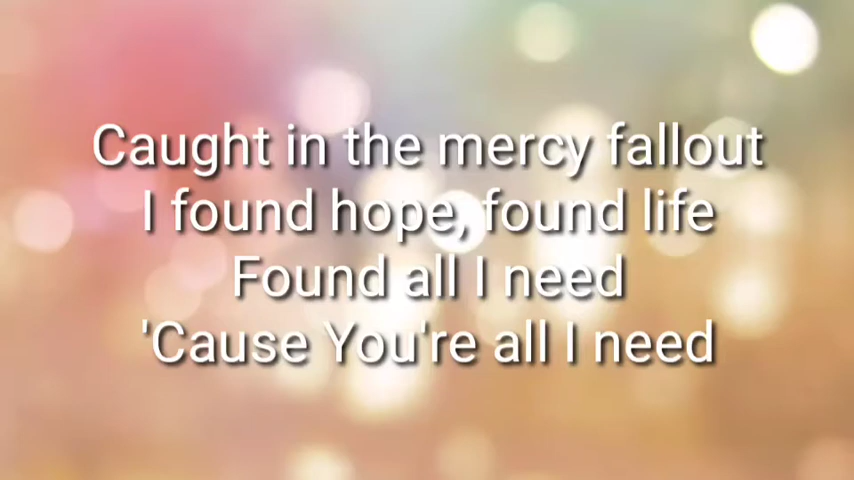 Caught in the mercy fallout
I found hope, found life
Found all I need
'Cause You're all I need